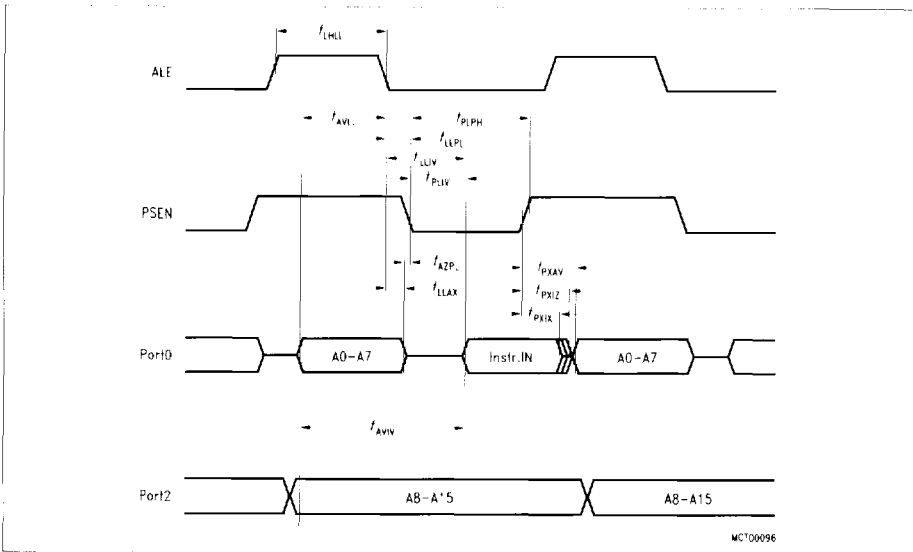 tLHLL
ALE
tAVL.
tPLPH
tLLPL
tLLIV
tPLIV
PSEN
tAZPL
tPXAV
tLLAX
tPXIZ
tPXIX
Port0
A0-A7
Instr.IN
A0-A7
tAVIV
Port2
A8-A15
A8-A15
MCT00096